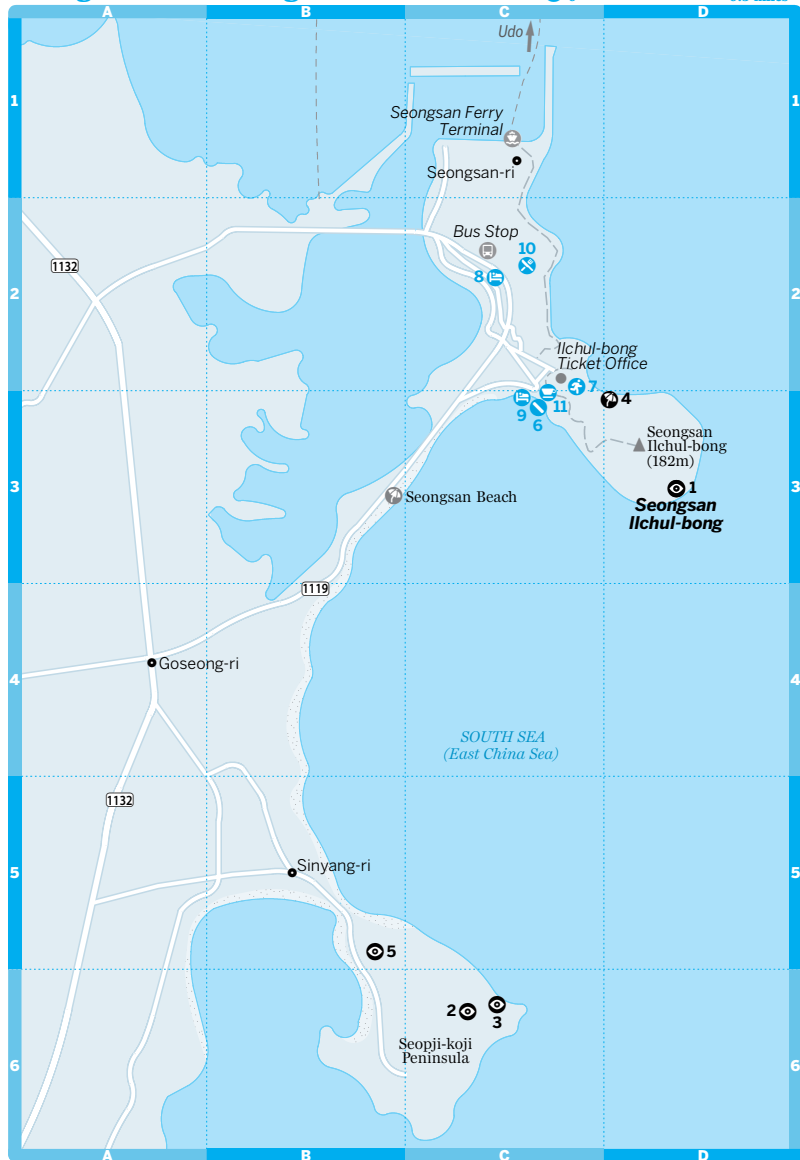 A
B
C
D
Udo
1
1
Seongsan Ferry
Terminal
Seongsan-ri
Bus Stop
10
1132
8
2
2
Ilchul-bong
Ticket Office
7
4
9
11
6
Seongsan
Ilchul-bong
(182m)
3
3
1
Seongsan
Ilchul-bong
Seongsan Beach
1119
Goseong-ri
4
4
SOUTH SEA
(East China Sea)
1132
Sinyang-ri
5
5
5
2
3
Seopji-koji
Peninsula
6
6
A
B
C
D